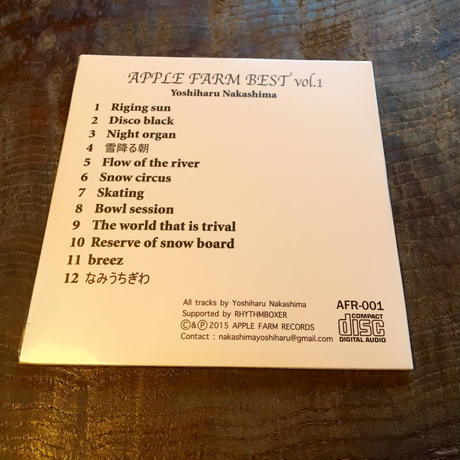 APPLE FARM BEST vol.1
Yoshiharu Nakashima
1 Riging sun
2 Disco black
3 Night organ
4 雪降る朝
5 Flow of the river
6 Snow circus
7 Skating
8 Bowl session
9 The world that is trival
10 Reserve of snow board
11 breez
12 なみうちぎわ
All tracks by Yoshiharu Nakashima
Supported by RHYTHMBOXER
©&℗2015 APPLE FARM RECORDS
Contact : nakashimayoshiharu@gmail.com
AFR-001
COMPACT
disc
DIGITAL AUDIO